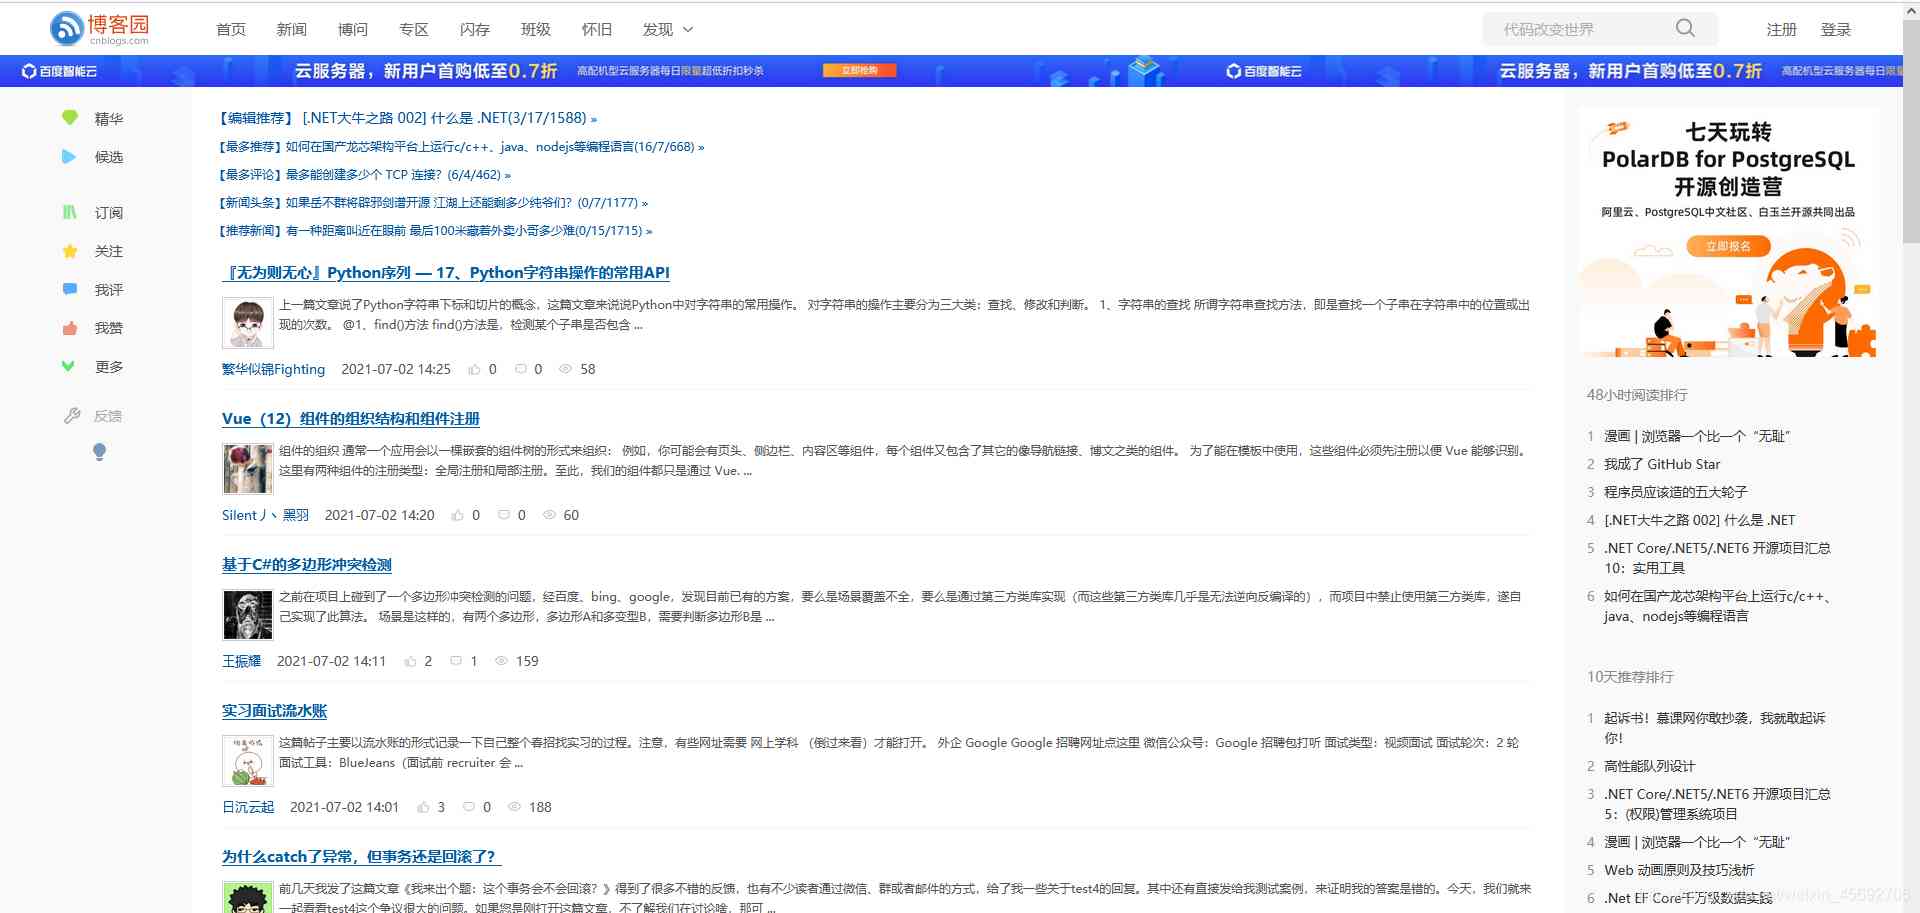 博客园
cnblogs.com
首页 新闻 博问 专区 闪存 班级 怀旧 发现
代码改变世界
注册 登录
百度智能云 云服务器，新用户首购低至0.7折 高配机型云服务器每日限量超低折扣秒杀 立即抢购 百度智能云 云服务器，新用户首购低至0.7折 高配机型云服务器每日限量
精华
候选
订阅
关注
我评
我赞
更多
反馈
【编辑推荐】 [.NET大牛之路 002] 什么是 .NET(3/17/1588) »
【最多推荐】如何在国产龙芯架构平台上运行c/c++、java、nodejs等编程语言(16/7/668) »
【最多评论】最多能创建多少个 TCP 连接？(6/4/462) »
【新闻头条】如果岳不群将辟邪剑谱开源 江湖上还能剩多少纯爷们？(0/7/1177) »
【推荐新闻】有一种距离叫近在眼前 最后100米藏着外卖小哥多少难(0/15/1715) »
『无为则无心』Python序列 — 17、Python字符串操作的常用API
上一篇文章说了Python字符串下标和切片的概念，这篇文章来说说Python中对字符串的常用操作。 对字符串的操作主要分为三大类：查找、修改和判断。 1、字符串的查找 所谓字符串查找方法，即是查找一个子串在字符串中的位置或出
现的次数。 @1、find()方法 find()方法是，检测某个子串是否包含 ...
繁华似锦Fighting 2021-07-02 14:25 0 0 58
Vue（12）组件的组织结构和组件注册
组件的组织 通常一个应用会以一棵嵌套的组件树的形式来组织： 例如，你可能会有页头、侧边栏、内容区等组件，每个组件又包含了其它的像导航链接、博文之类的组件。 为了能在模板中使用，这些组件必须先注册以便 Vue 能够识别。
这里有两种组件的注册类型：全局注册和局部注册。至此，我们的组件都只是通过 Vue. ...
Silent丿丶黑羽 2021-07-02 14:20 0 0 60
基于C#的多边形冲突检测
之前在项目上碰到了一个多边形冲突检测的问题，经百度、bing、google，发现目前已有的方案，要么是场景覆盖不全，要么是通过第三方类库实现（而这些第三方类库几乎是无法逆向反编译的），而项目中禁止使用第三方类库，遂自
己实现了此算法。 场景是这样的，有两个多边形，多边形A和多变型B，需要判断多边形B是 ...
王振耀 2021-07-02 14:11 2 1 159
实习面试流水账
这篇帖子主要以流水账的形式记录一下自己整个春招找实习的过程。注意，有些网址需要 网上学科 （倒过来看）才能打开。 外企 Google Google 招聘网址点这里 微信公众号：Google 招聘包打听 面试类型：视频面试 面试轮次：2 轮
面试工具：BlueJeans（面试前 recruiter 会 ...
日沉云起 2021-07-02 14:01 3 0 188
为什么catch了异常，但事务还是回滚了？
前几天我发了这篇文章《我来出个题：这个事务会不会回滚？》得到了很多不错的反馈，也有不少读者通过微信、群或者邮件的方式，给了我一些关于test4的回复。其中还有直接发给我测试案例，来证明我的答案是错的。今天，我们就来
一起看看test4这个争议很大的问题。如果您是刚打开这篇文章，不了解我们在讨论啥，那可 ...
七天玩转
PolarDB for PostgreSQL
开源创造营
阿里云、PostgreSQL中文社区、白玉兰开源共同出品
立即报名
48小时阅读排行
1 漫画 | 浏览器一个比一个“无耻”
2 我成了 GitHub Star
3 程序员应该造的五大轮子
4 [.NET大牛之路 002] 什么是 .NET
5 .NET Core/.NET5/.NET6 开源项目汇总
10：实用工具
6 如何在国产龙芯架构平台上运行c/c++、
java、nodejs等编程语言
10天推荐排行
1 起诉书！慕课网你敢抄袭，我就敢起诉
你！
2 高性能队列设计
3 .NET Core/.NET5/.NET6 开源项目汇总
5：(权限)管理系统项目
4 漫画 | 浏览器一个比一个“无耻”
5 Web 动画原则及技巧浅析
6 .Net EF Core千万级数据实践